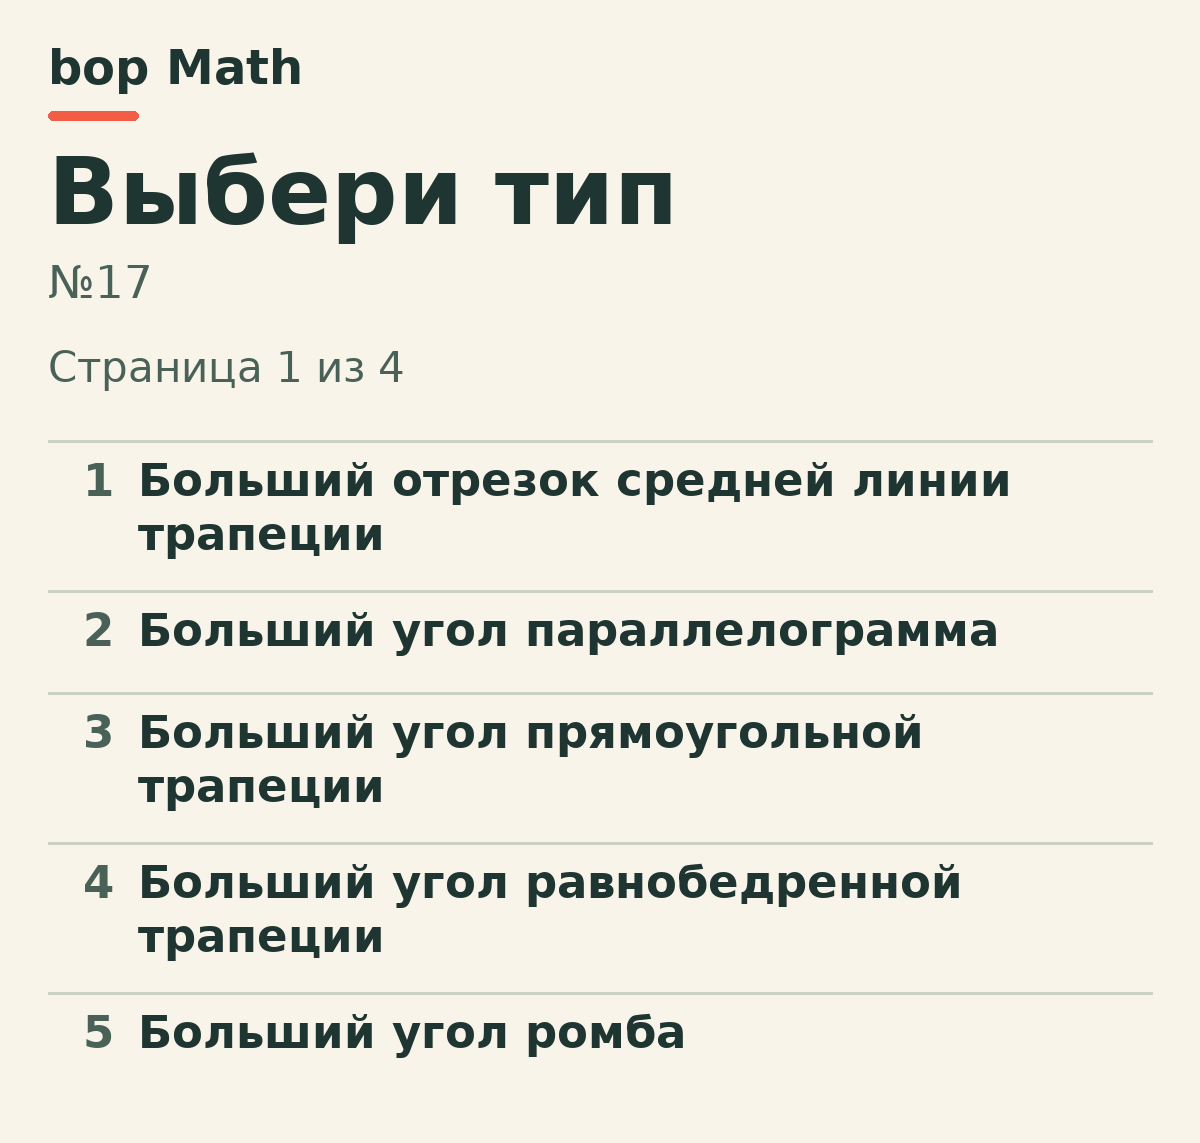 bop Math
Выбери тип
№17
Страница 1 из 4
1 Больший отрезок средней линии
трапеции
2 Больший угол параллелограмма
3 Больший угол прямоугольной
трапеции
4 Больший угол равнобедренной
трапеции
5 Больший угол ромба